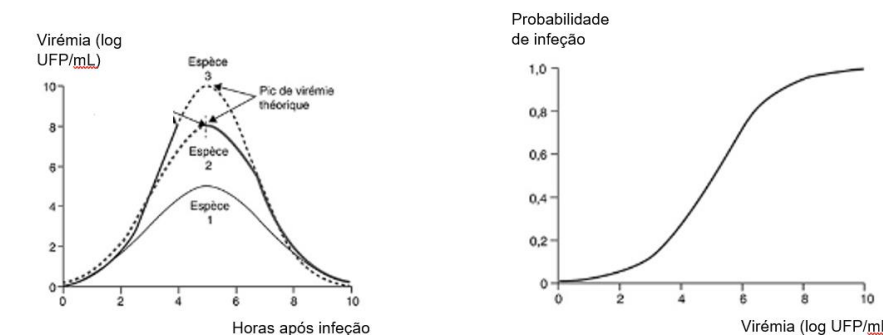 Virémia (log
UFP/mL)
Espèce
3
Pic de virémie
théorique
Espèce
2
Espèce
1
10
8
6
4
2
0
0 2 4 6 8 10
Horas após infeção
Probabilidade
de infeção
1,0
0,8
0,6
0,4
0,2
0
0 2 4 6 8 10
Virémia (log UFP/ml